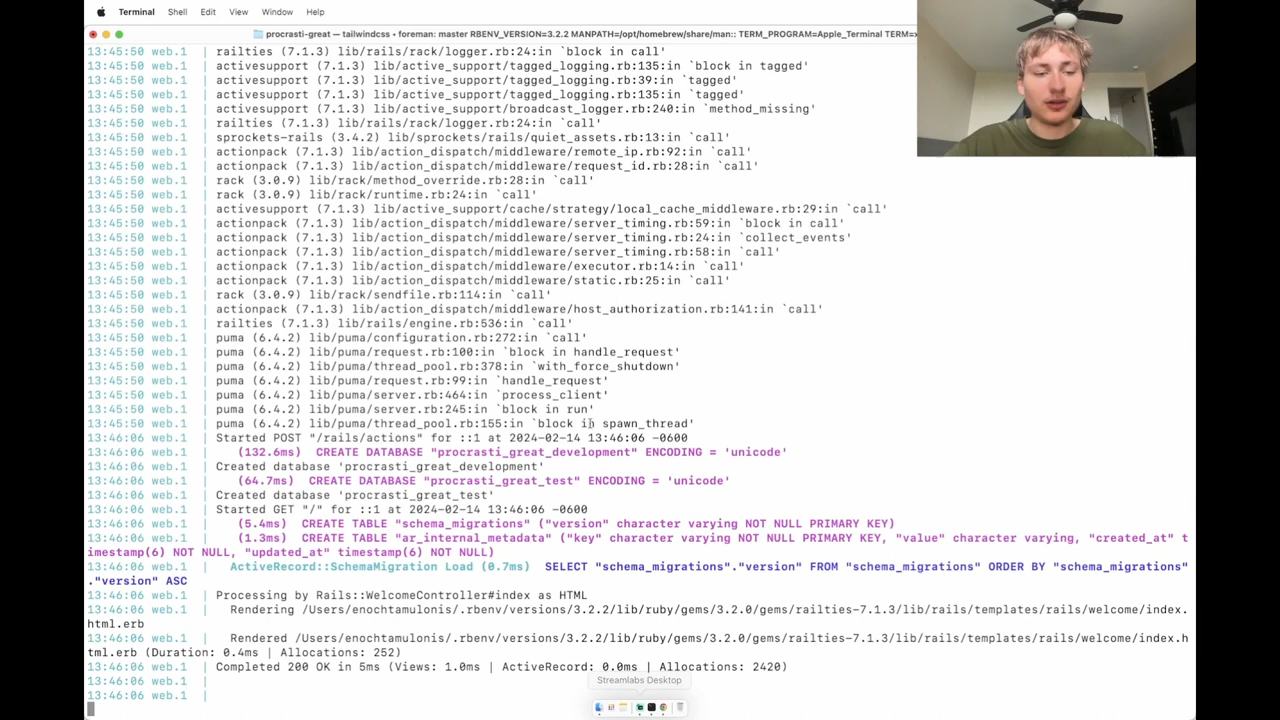 Terminal Shell Edit View Window Help
procrasti-great • tailwindcss ‹ foreman: master RBENV_VERSION=3.2.2 MANPATH=/opt/homebrew/share/man:: TERM_PROGRAM=Apple_Terminal TERM=x
13:45:50 web.1 | railties (7.1.3) lib/rails/rack/logger.rb:24:in `block in call'
13:45:50 web.1 | activesupport (7.1.3) lib/active_support/tagged_logging.rb:135:in `block in tagged'
13:45:50 web.1 | activesupport (7.1.3) lib/active_support/tagged_logging.rb:39:in `tagged'
13:45:50 web.1 | activesupport (7.1.3) lib/active_support/tagged_logging.rb:135:in `tagged'
13:45:50 web.1 | activesupport (7.1.3) lib/active_support/broadcast_logger.rb:240:in `method_missing'
13:45:50 web.1 | railties (7.1.3) lib/rails/rack/logger.rb:24:in `call'
13:45:50 web.1 | sprockets-rails (3.4.2) lib/sprockets/rails/quiet_assets.rb:13:in `call'
13:45:50 web.1 | actionpack (7.1.3) lib/action_dispatch/middleware/remote_ip.rb:92:in `call'
13:45:50 web.1 | actionpack (7.1.3) lib/action_dispatch/middleware/request_id.rb:28:in `call'
13:45:50 web.1 | rack (3.0.9) lib/rack/method_override.rb:28:in `call'
13:45:50 web.1 | rack (3.0.9) lib/rack/runtime.rb:24:in `call'
13:45:50 web.1 | activesupport (7.1.3) lib/active_support/cache/strategy/local_cache_middleware.rb:29:in `call'
13:45:50 web.1 | actionpack (7.1.3) lib/action_dispatch/middleware/server_timing.rb:59:in `block in call'
13:45:50 web.1 | actionpack (7.1.3) lib/action_dispatch/middleware/server_timing.rb:24:in `collect_events'
13:45:50 web.1 | actionpack (7.1.3) lib/action_dispatch/middleware/server_timing.rb:58:in `call'
13:45:50 web.1 | actionpack (7.1.3) lib/action_dispatch/middleware/executor.rb:14:in `call'
13:45:50 web.1 | actionpack (7.1.3) lib/action_dispatch/middleware/static.rb:25:in `call'
13:45:50 web.1 | rack (3.0.9) lib/rack/sendfile.rb:114:in `call'
13:45:50 web.1 | actionpack (7.1.3) lib/action_dispatch/middleware/host_authorization.rb:141:in `call'
13:45:50 web.1 | railties (7.1.3) lib/rails/engine.rb:536:in `call'
13:45:50 web.1 | puma (6.4.2) lib/puma/configuration.rb:272:in `call'
13:45:50 web.1 | puma (6.4.2) lib/puma/request.rb:100:in `block in handle_request'
13:45:50 web.1 | puma (6.4.2) lib/puma/thread_pool.rb:378:in `with_force_shutdown'
13:45:50 web.1 | puma (6.4.2) lib/puma/request.rb:99:in `handle_request'
13:45:50 web.1 | puma (6.4.2) lib/puma/server.rb:464:in `process_client'
13:45:50 web.1 | puma (6.4.2) lib/puma/server.rb:245:in `block in run'
13:45:50 web.1 | puma (6.4.2) lib/puma/thread_pool.rb:155:in `block in spawn_thread'
13:46:06 web.1 | Started POST "/rails/actions" for ::1 at 2024-02-14 13:46:06 -0600
13:46:06 web.1 | (132.6ms) CREATE DATABASE "procrasti_great_development" ENCODING = 'unicode'
13:46:06 web.1 | Created database 'procrasti_great_development'
13:46:06 web.1 | (64.7ms) CREATE DATABASE "procrasti_great_test" ENCODING = 'unicode'
13:46:06 web.1 | Created database 'procrasti_great_test'
13:46:06 web.1 | Started GET "/" for ::1 at 2024-02-14 13:46:06 -0600
13:46:06 web.1 | (5.4ms) CREATE TABLE "schema_migrations" ("version" character varying NOT NULL PRIMARY KEY)
13:46:06 web.1 | (1.3ms) CREATE TABLE "ar_internal_metadata" ("key" character varying NOT NULL PRIMARY KEY, "value" character varying, "created_at" t
imestamp(6) NOT NULL, "updated_at" timestamp(6) NOT NULL)
13:46:06 web.1 | ActiveRecord::SchemaMigration Load (0.7ms) SELECT "schema_migrations"."version" FROM "schema_migrations" ORDER BY "schema_migrations"
."version" ASC
13:46:06 web.1 | Processing by Rails::WelcomeController#index as HTML
13:46:06 web.1 | Rendering /Users/enochtamulonis/.rbenv/versions/3.2.2/lib/ruby/gems/3.2.0/gems/railties-7.1.3/lib/rails/templates/rails/welcome/index.
html.erb
13:46:06 web.1 | Rendered /Users/enochtamulonis/.rbenv/versions/3.2.2/lib/ruby/gems/3.2.0/gems/railties-7.1.3/lib/rails/templates/rails/welcome/index.h
tml.erb (Duration: 0.4ms | Allocations: 252)
13:46:06 web.1 | Completed 200 OK in 5ms (Views: 1.0ms | ActiveRecord: 0.0ms | Allocations: 2420)
13:46:06 web.1 |
13:46:06 web.1 |
Streamlabs Desktop